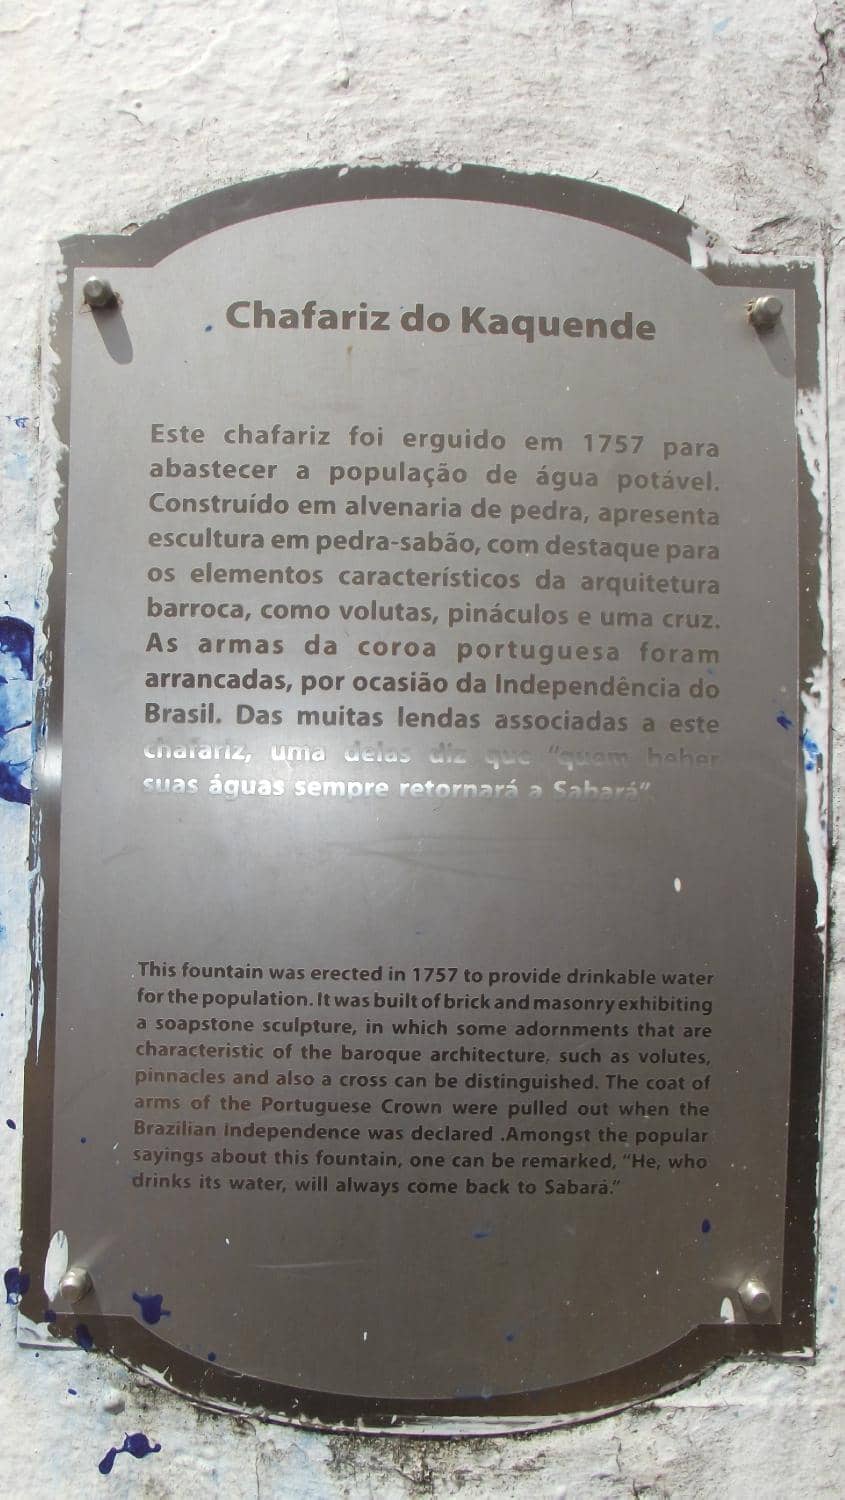 Chafariz do Kaquende
Este chafariz foi erguido em 1757 para
abastecer a população de água potável.
Construído em alvenaria de pedra, apresenta
escultura em pedra-sabão, com destaque para
os elementos característicos da arquitetura
barroca, como volutas, pináculos e uma cruz.
As armas da coroa portuguesa foram
arrancadas, por ocasião da Independência do
Brasil. Das muitas lendas associadas a este
chafariz, uma delas diz que "quem beber
suas águas sempre retornará a Sabará".
This fountain was erected in 1757 to provide drinkable water
for the population. It was built of brick and masonry exhibiting
a soapstone sculpture, in which some adornments that are
characteristic of the baroque architecture, such as volutes,
pinnacles and also a cross can be distinguished. The coat of
arms of the Portuguese Crown were pulled out when the
Brazilian Independence was declared .Amongst the popular
sayings about this fountain, one can be remarked, "He, who
drinks its water, will always come back to Sabará."